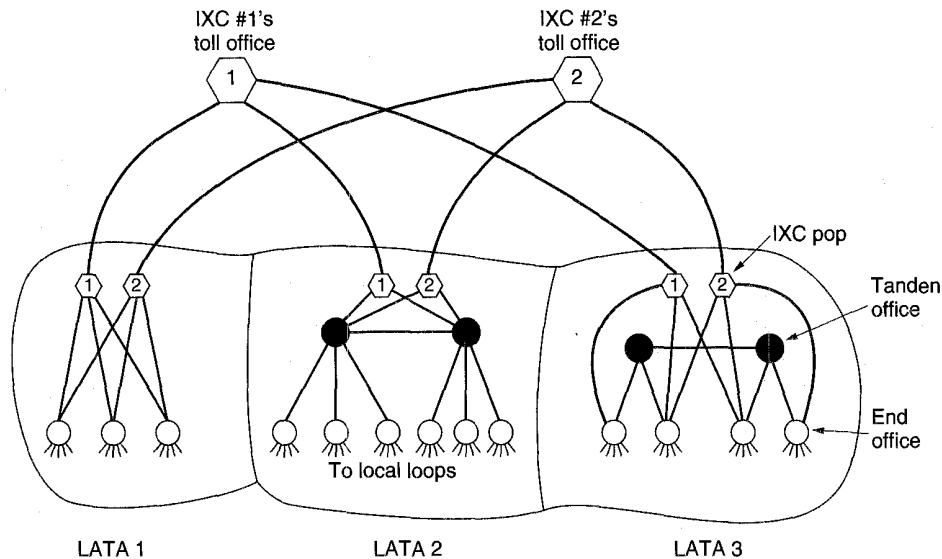 IXC #1's
toll office
IXC #2's
toll office
1
2
1
2
1
2
1
2
IXC pop
Tanden
office
End
office
To local loops
LATA 1
LATA 2
LATA 3